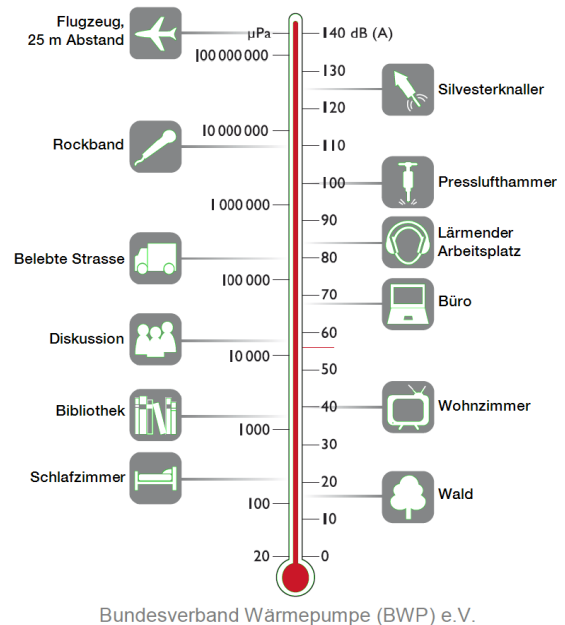 Flugzeug,
25 m Abstand
Rockband
Belebte Strasse
Diskussion
Bibliothek
Schlafzimmer
µPa
100 000 000
10 000 000
1 000 000
100 000
10 000
1000
100
20
140 dB (A)
130
120
110
100
90
80
70
60
50
40
30
20
10
0
Silvesterknaller
Presslufthammer
Lärmender
Arbeitsplatz
Büro
Wohnzimmer
Wald
Bundesverband Wärmepumpe (BWP) e.V.